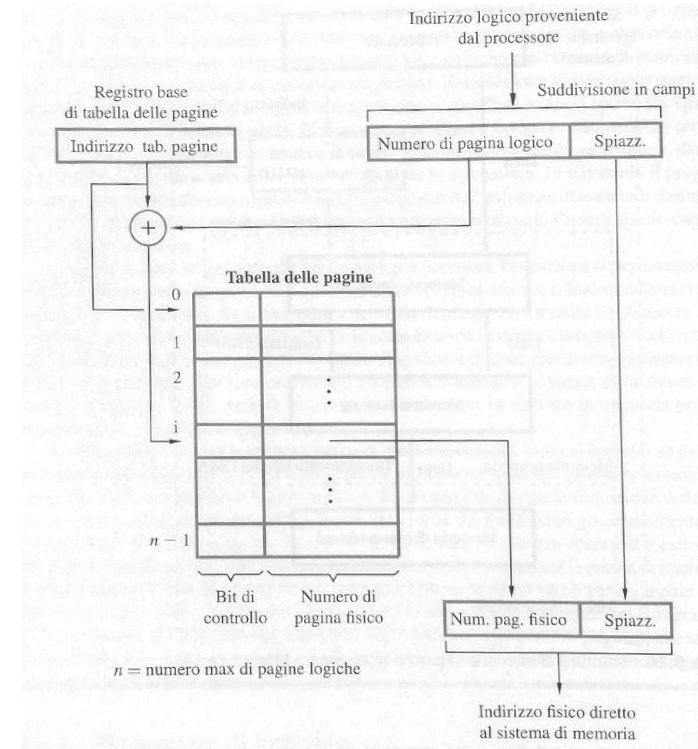 Indirizzo logico proveniente
dal processore
Suddivisione in campi
Registro base
di tabella delle pagine
Indirizzo tab. pagine
Numero di pagina logico
Spiazz.
+
Tabella delle pagine
0
1
2
i
n − 1
Bit di
controllo
Numero di
pagina fisico
Num. pag. fisico
Spiazz.
n = numero max di pagine logiche
Indirizzo fisico diretto
al sistema di memoria